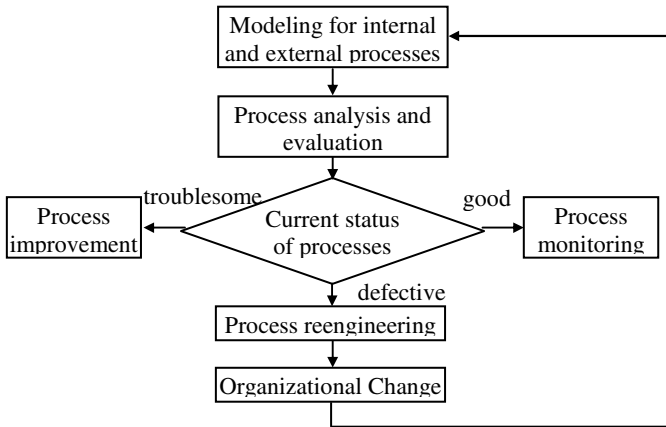 Modeling for internal
and external processes
Process analysis and
evaluation
troublesome
good
Process
improvement
Current status
of processes
Process
monitoring
defective
Process reengineering
Organizational Change